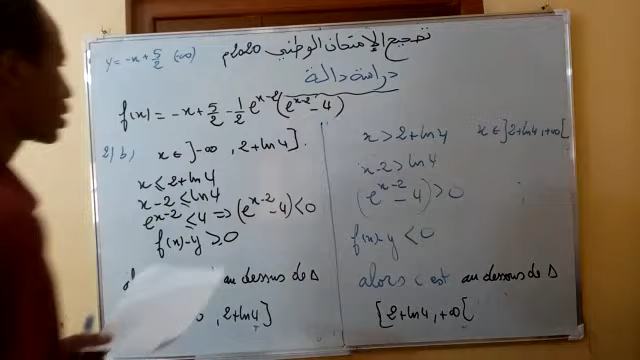 تصحيح الإمتحان الوطني 2020م
y = -x + 5/2 (∞)
دراسة دالة
f(x) = -x + 5/2 - 1/2 e^{x-2} (e^{x-2} - 4)
2) b)
x ∈ ]-∞, 2+ln4].
x ≤ 2+ln4
x-2 ≤ ln4
e^{x-2} ≤ 4 => (e^{x-2} - 4) < 0
f(x)-y ≥ 0
au dessus de Δ
, 2+ln4]
x > 2+ln4 x ∈ ]2+ln4, +∞[
x-2 > ln4
(e^{x-2} - 4) > 0
f(x)-y < 0
alors c'est au dessous de Δ
[2+ln4, +∞[